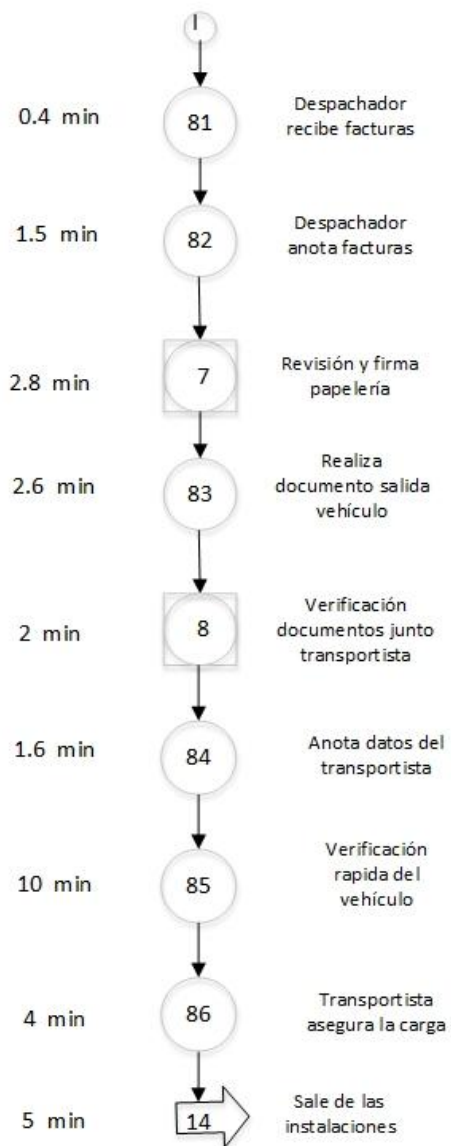 I
0.4 min
81
Despachador
recibe facturas
1.5 min
82
Despachador
anota facturas
2.8 min
7
Revisión y firma
papelería
2.6 min
83
Realiza
documento salida
vehículo
2 min
8
Verificación
documentos junto
transportista
1.6 min
84
Anota datos del
transportista
10 min
85
Verificación
rapida del
vehículo
4 min
86
Transportista
asegura la carga
5 min
14
Sale de las
instalaciones